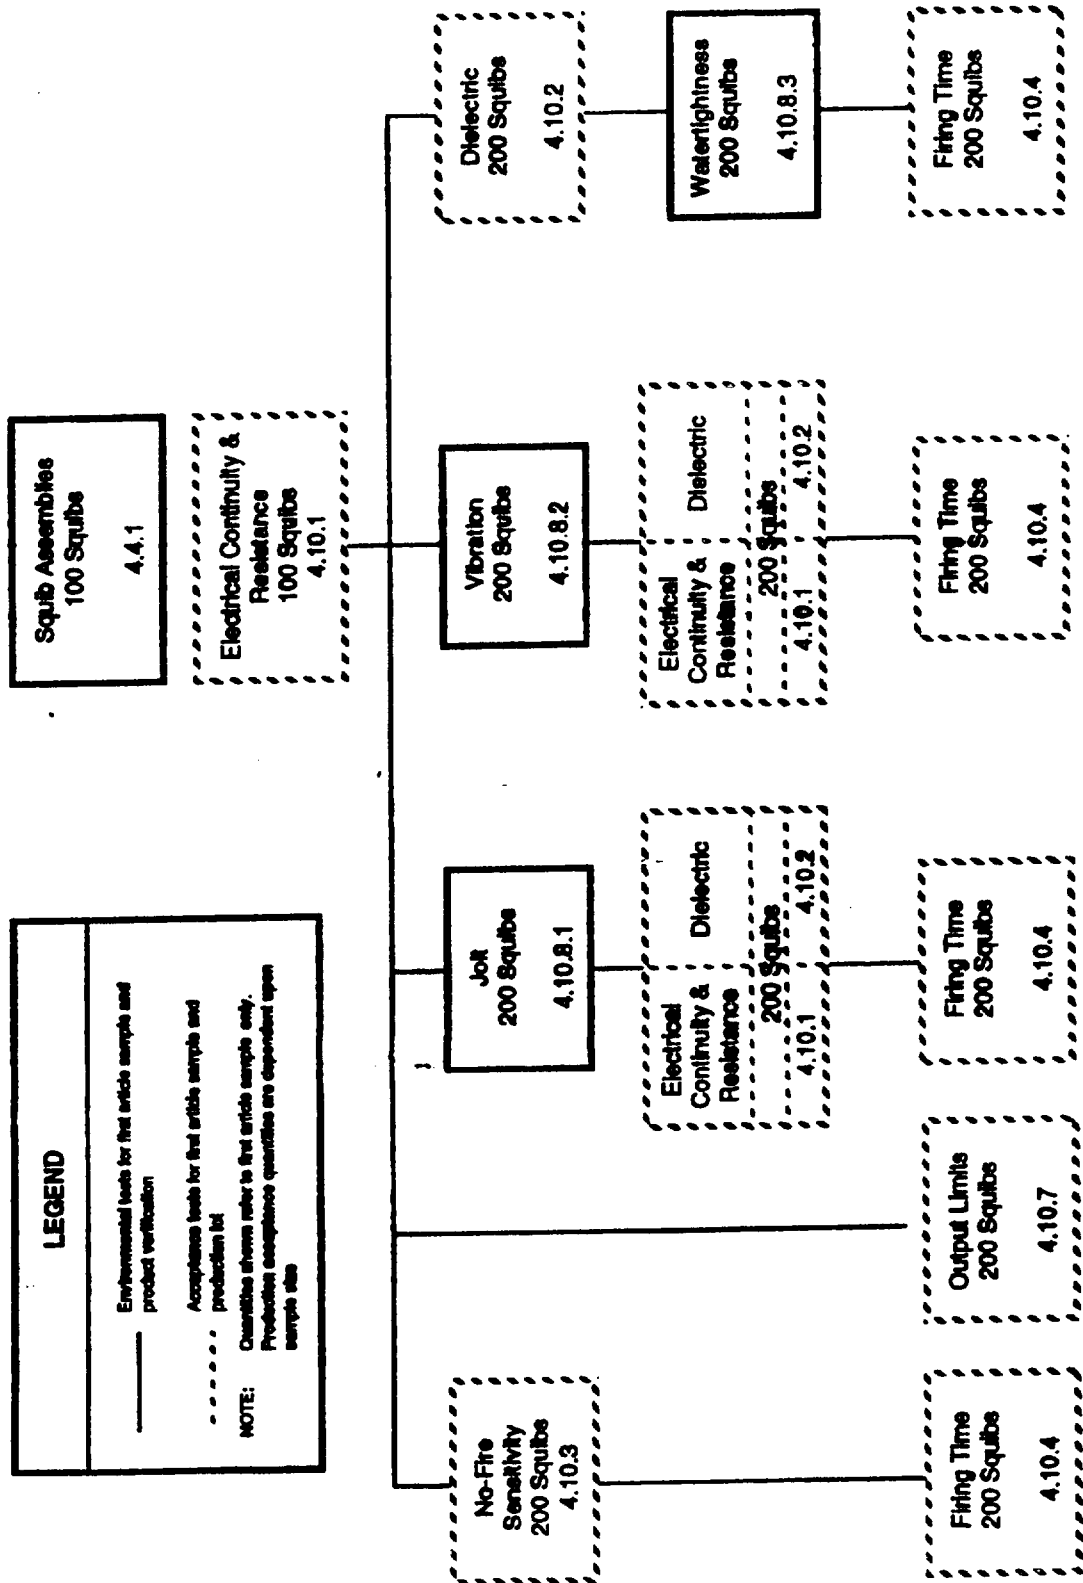 Squib Assemblies
100 Squibs
4.4.1
Electrical Continuity &
Resistance
100 Squibs
4.10.1
LEGEND
Environmental tests for first article sample and
product verification
Acceptance tests for first article sample and
production lot
NOTE: Quantities shown refer to first article sample only.
Production acceptance quantities are dependent upon
sample size
No-Fire
Sensitivity
200 Squibs
4.10.3
Firing Time
200 Squibs
4.10.4
Output Limits
200 Squibs
4.10.7
Jolt
200 Squibs
4.10.8.1
Electrical
Continuity &
Resistance
Dielectric
200 Squibs
4.10.1
4.10.2
Firing Time
200 Squibs
4.10.4
Vibration
200 Squibs
4.10.8.2
Electrical
Continuity &
Resistance
Dielectric
200 Squibs
4.10.1
4.10.2
Firing Time
200 Squibs
4.10.4
Dielectric
200 Squibs
4.10.2
Watertightness
200 Squibs
4.10.8.3
Firing Time
200 Squibs
4.10.4